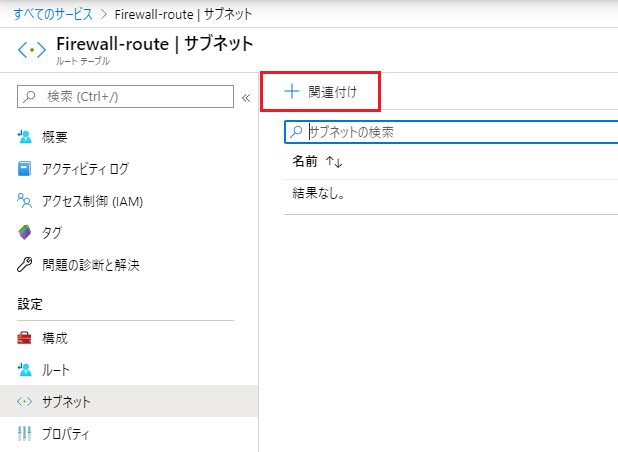 すべてのサービス > Firewall-route | サブネット
Firewall-route | サブネット
ルート テーブル
検索 (Ctrl+/)
«
概要
アクティビティ ログ
アクセス制御 (IAM)
タグ
問題の診断と解決
設定
構成
ルート
サブネット
プロパティ
+ 関連付け
サブネットの検索
名前 ↑↓
結果なし。